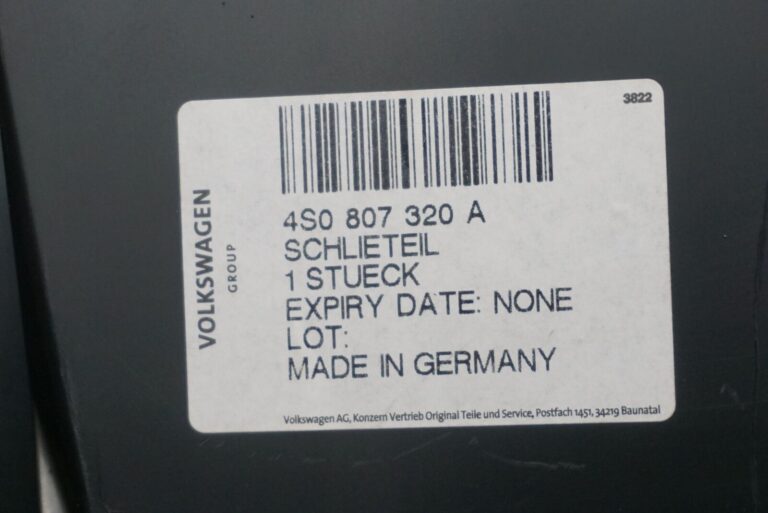 3822
VOLKSWAGEN
GROUP
4S0 807 320 A
SCHLIETEIL
1 STUECK
EXPIRY DATE: NONE
LOT:
MADE IN GERMANY
Volkswagen AG, Konzern Vertrieb Original Teile und Service, Postfach 1451, 34219 Baunatal